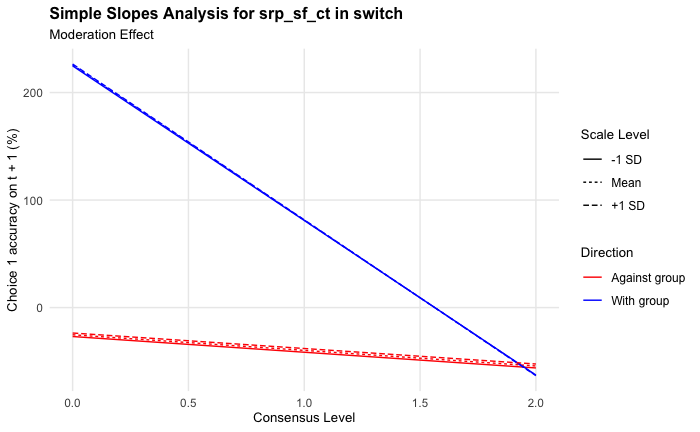 Simple Slopes Analysis for srp_sf_ct in switch
Moderation Effect
Choice 1 accuracy on t + 1 (%)
200
100
0
0.0 0.5 1.0 1.5 2.0
Consensus Level
Scale Level
-1 SD
Mean
+1 SD
Direction
Against group
With group